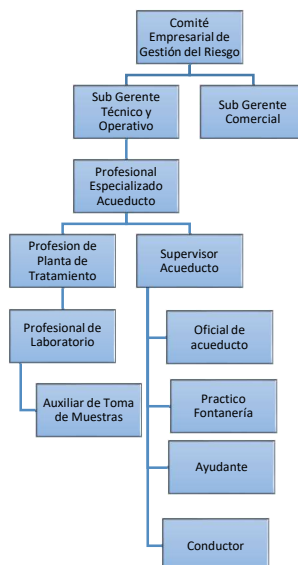 Comité
Empresarial de
Gestión del Riesgo
Sub Gerente
Técnico y
Operativo
Sub Gerente
Comercial
Profesional
Especializado
Acueducto
Profesion de
Planta de
Tratamiento
Supervisor
Acueducto
Profesional de
Laboratorio
Oficial de
acueducto
Auxiliar de Toma
de Muestras
Practico
Fontanería
Ayudante
Conductor